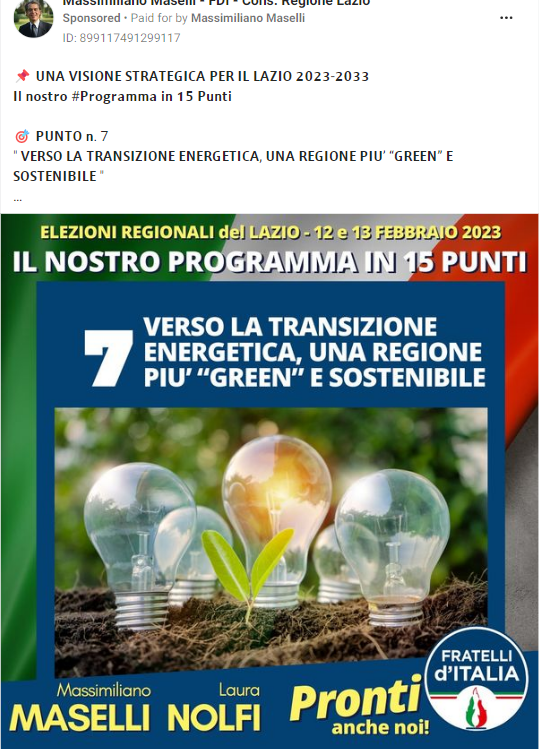 Massimiliano Maselli - FDI - Cons. Regione Lazio
Sponsored • Paid for by Massimiliano Maselli
ID: 899117491299117
📌 UNA VISIONE STRATEGICA PER IL LAZIO 2023-2033
Il nostro #Programma in 15 Punti
🎯 PUNTO n. 7
" VERSO LA TRANSIZIONE ENERGETICA, UNA REGIONE PIU’ “GREEN” E
SOSTENIBILE "
...
ELEZIONI REGIONALI del LAZIO - 12 e 13 FEBBRAIO 2023
IL NOSTRO PROGRAMMA IN 15 PUNTI
7 VERSO LA TRANSIZIONE
ENERGETICA, UNA REGIONE
PIU’ “GREEN” E SOSTENIBILE
Massimiliano
MASELLI
Laura
NOLFI
Pronti
anche noi!
FRATELLI
d'ITALIA